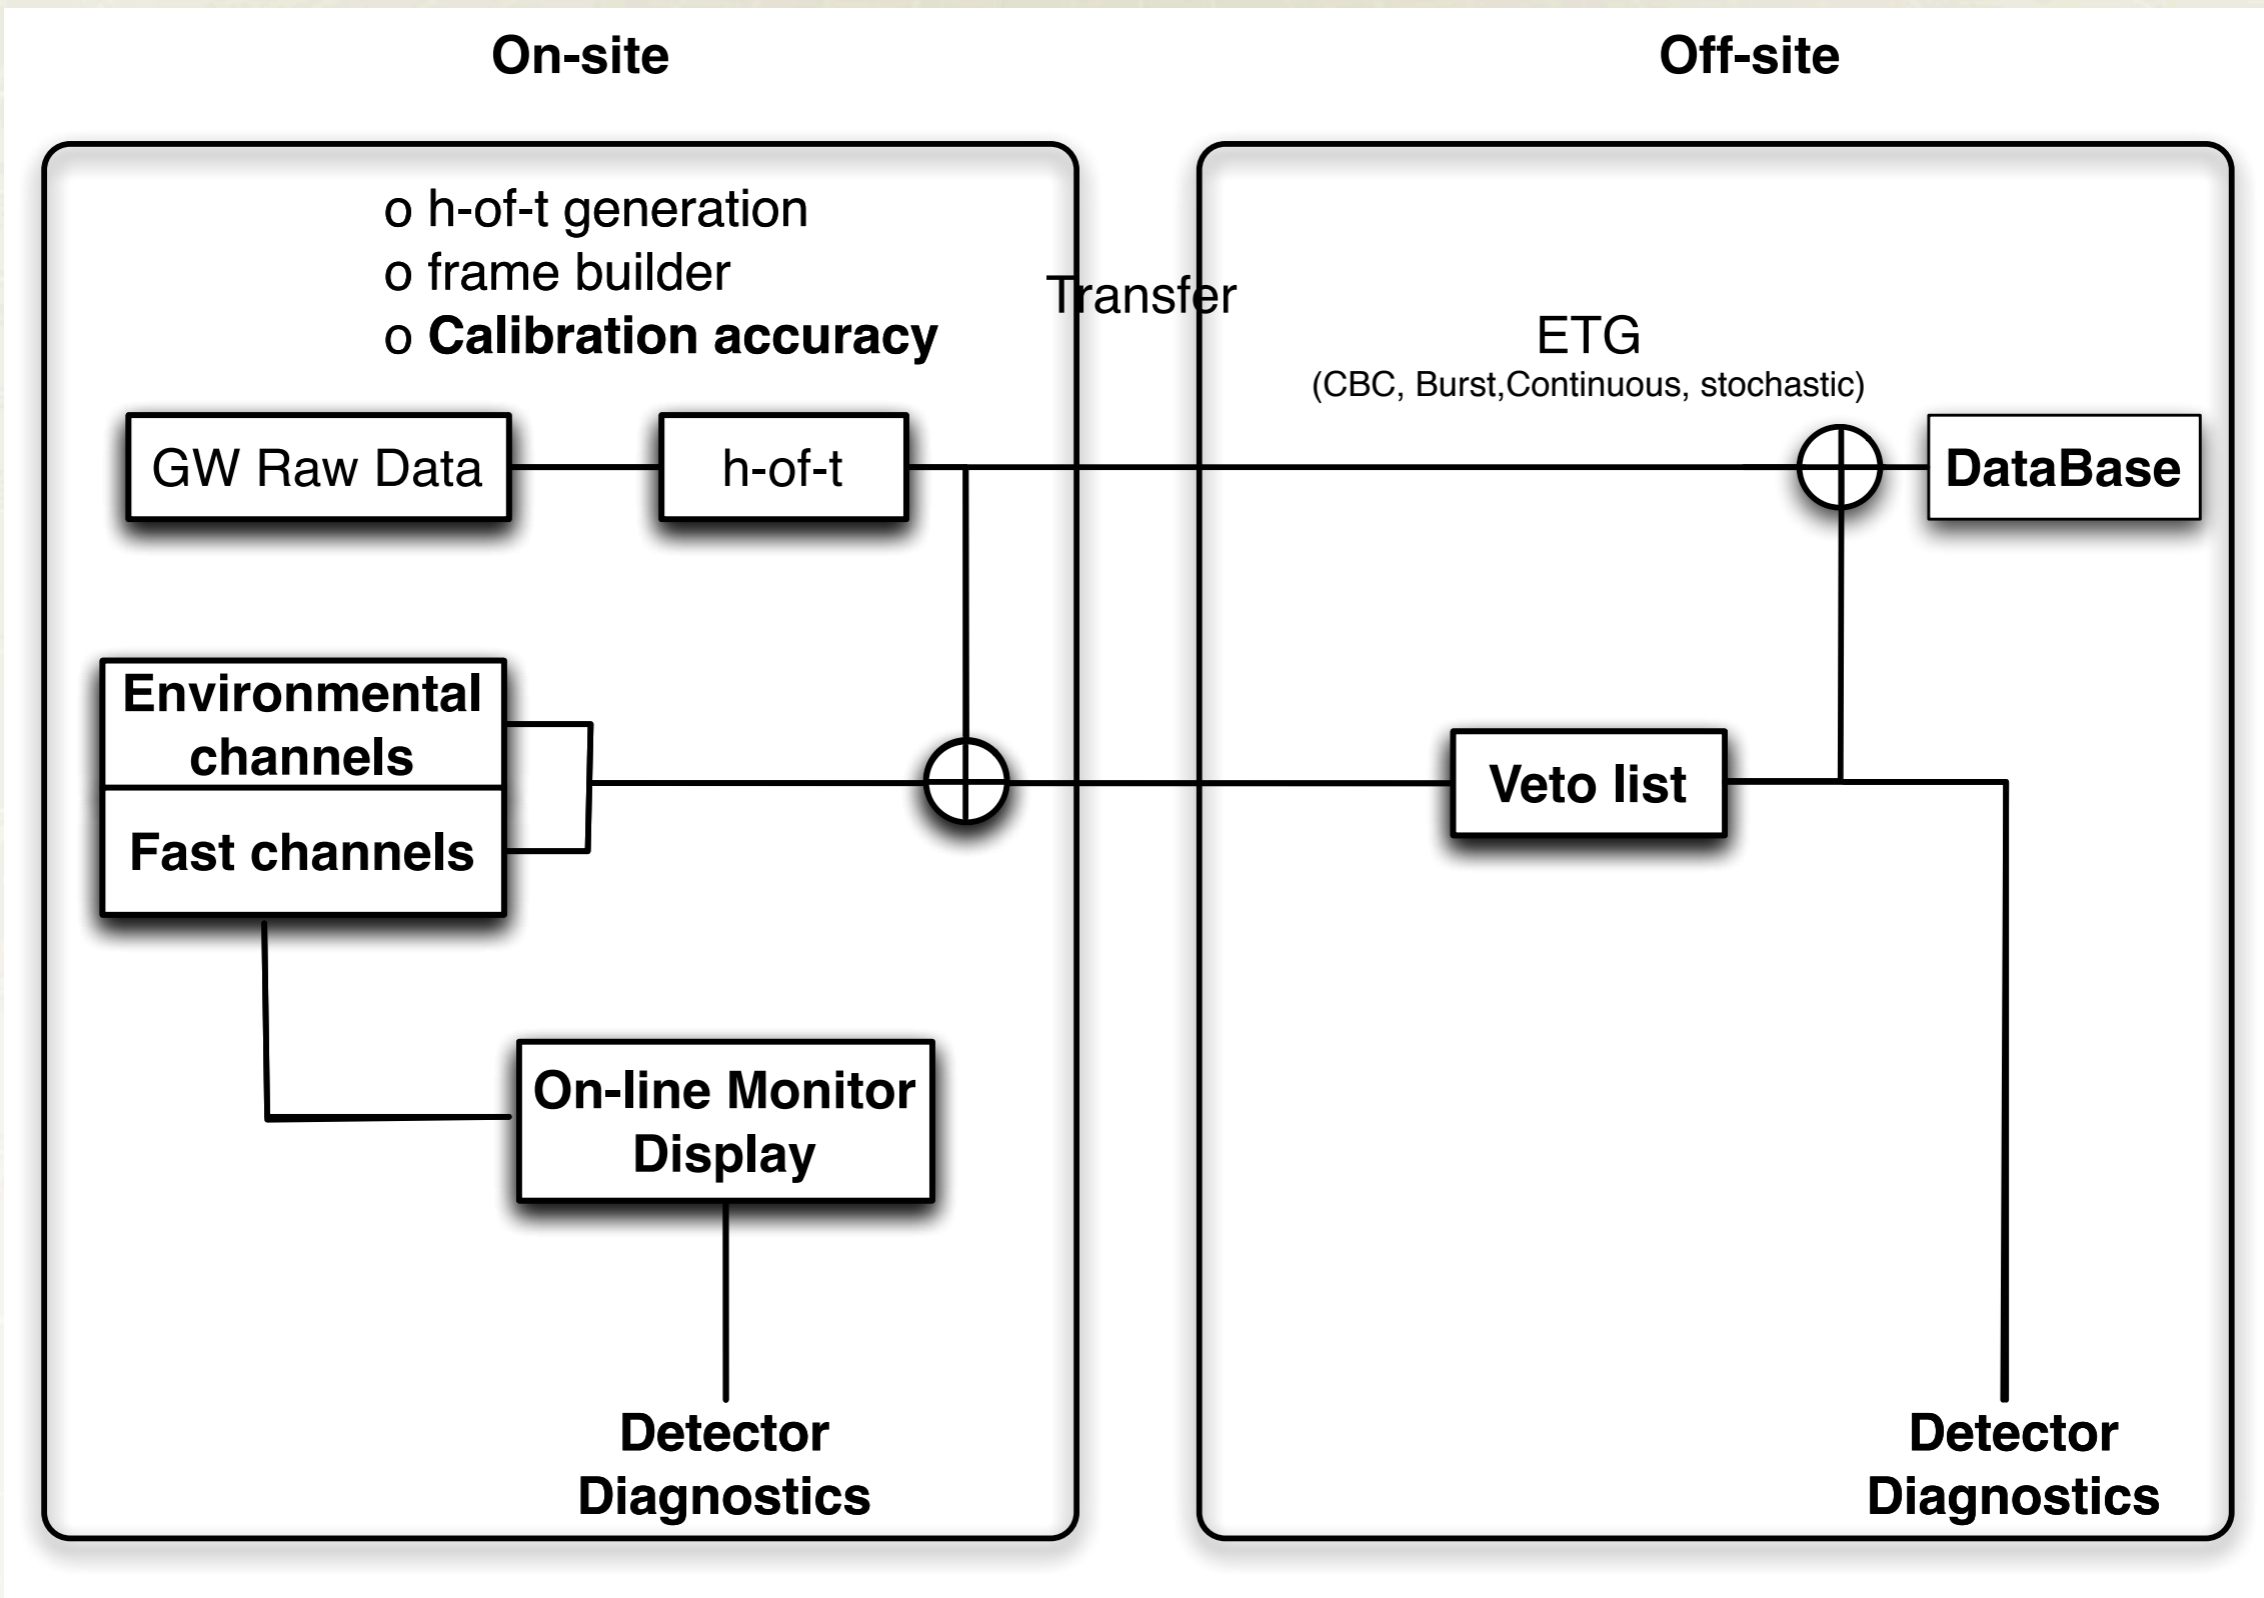 On-site
Off-site
o h-of-t generation
o frame builder
o Calibration accuracy
Transfer
ETG
(CBC, Burst,Continuous, stochastic)
GW Raw Data
h-of-t
DataBase
Environmental
channels
Fast channels
Veto list
On-line Monitor
Display
Detector
Diagnostics
Detector
Diagnostics